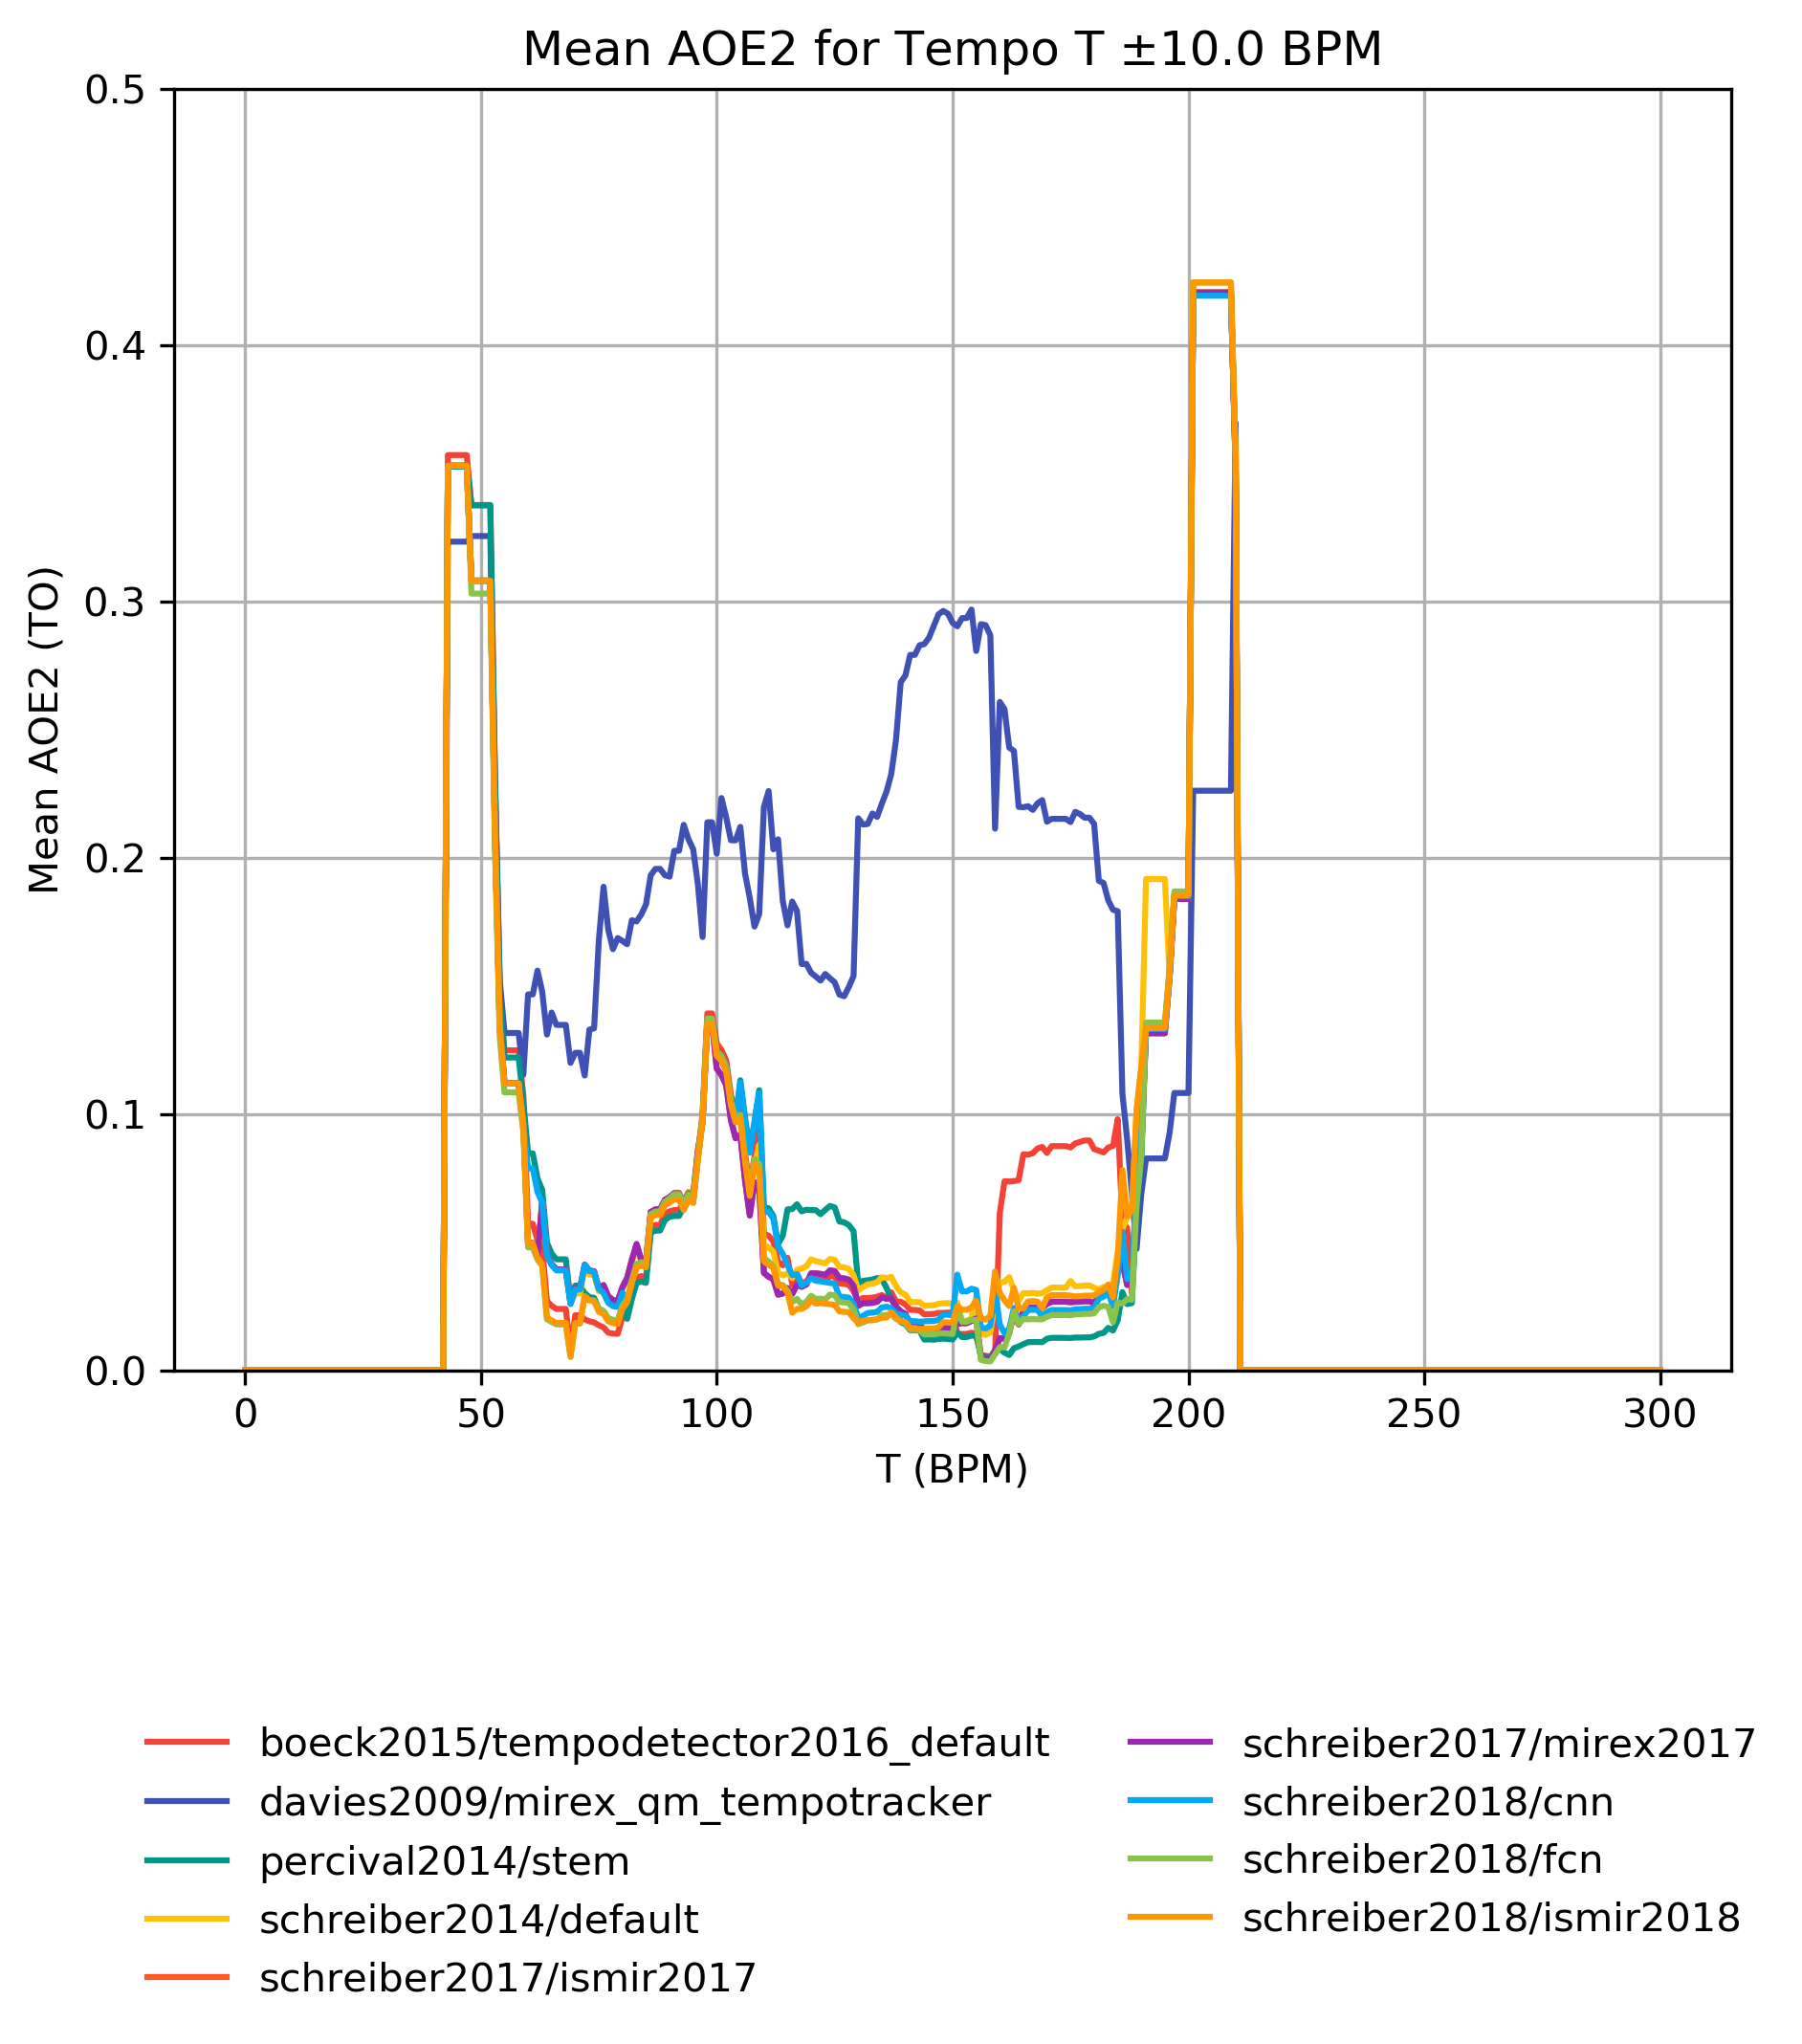 Mean AOE2 for Tempo T ±10.0 BPM
0.5
0.4
0.3
0.2
0.1
0.0
Mean AOE2 (TO)
0 50 100 150 200 250 300
T (BPM)
boeck2015/tempodetector2016_default
davies2009/mirex_qm_tempotracker
percival2014/stem
schreiber2014/default
schreiber2017/ismir2017
schreiber2017/mirex2017
schreiber2018/cnn
schreiber2018/fcn
schreiber2018/ismir2018